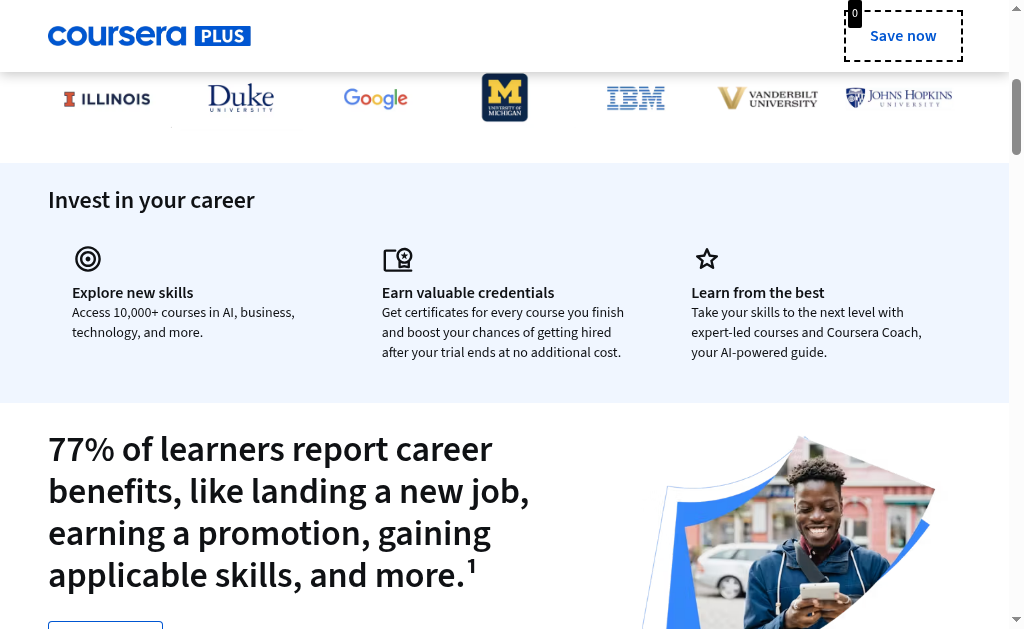 coursera PLUS
0
Save now
ILLINOIS
Duke
UNIVERSITY
Google
M
UNIVERSITY OF
MICHIGAN
IBM
VANDERBILT
UNIVERSITY
JOHNS HOPKINS
UNIVERSITY
Invest in your career
Explore new skills
Access 10,000+ courses in AI, business,
technology, and more.
Earn valuable credentials
Get certificates for every course you finish
and boost your chances of getting hired
after your trial ends at no additional cost.
Learn from the best
Take your skills to the next level with
expert-led courses and Coursera Coach,
your AI-powered guide.
77% of learners report career
benefits, like landing a new job,
earning a promotion, gaining
applicable skills, and more.¹